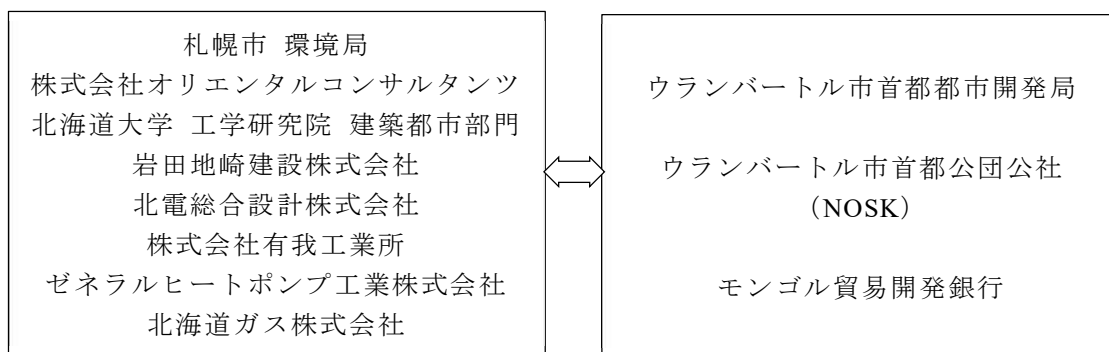 札幌市 環境局
株式会社オリエンタルコンサルタンツ
北海道大学 工学研究院 建築都市部門
岩田地崎建設株式会社
北電総合設計株式会社
株式会社有我工業所
ゼネラルヒートポンプ工業株式会社
北海道ガス株式会社
ウランバートル市首都都市開発局
ウランバートル市首都公団公社
（NOSK）
モンゴル貿易開発銀行